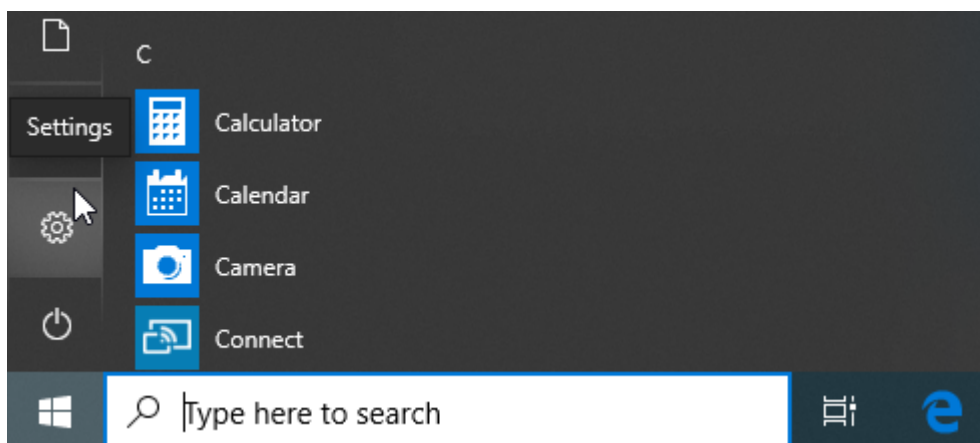 C
Settings
Calculator
Calendar
Camera
Connect
Type here to search